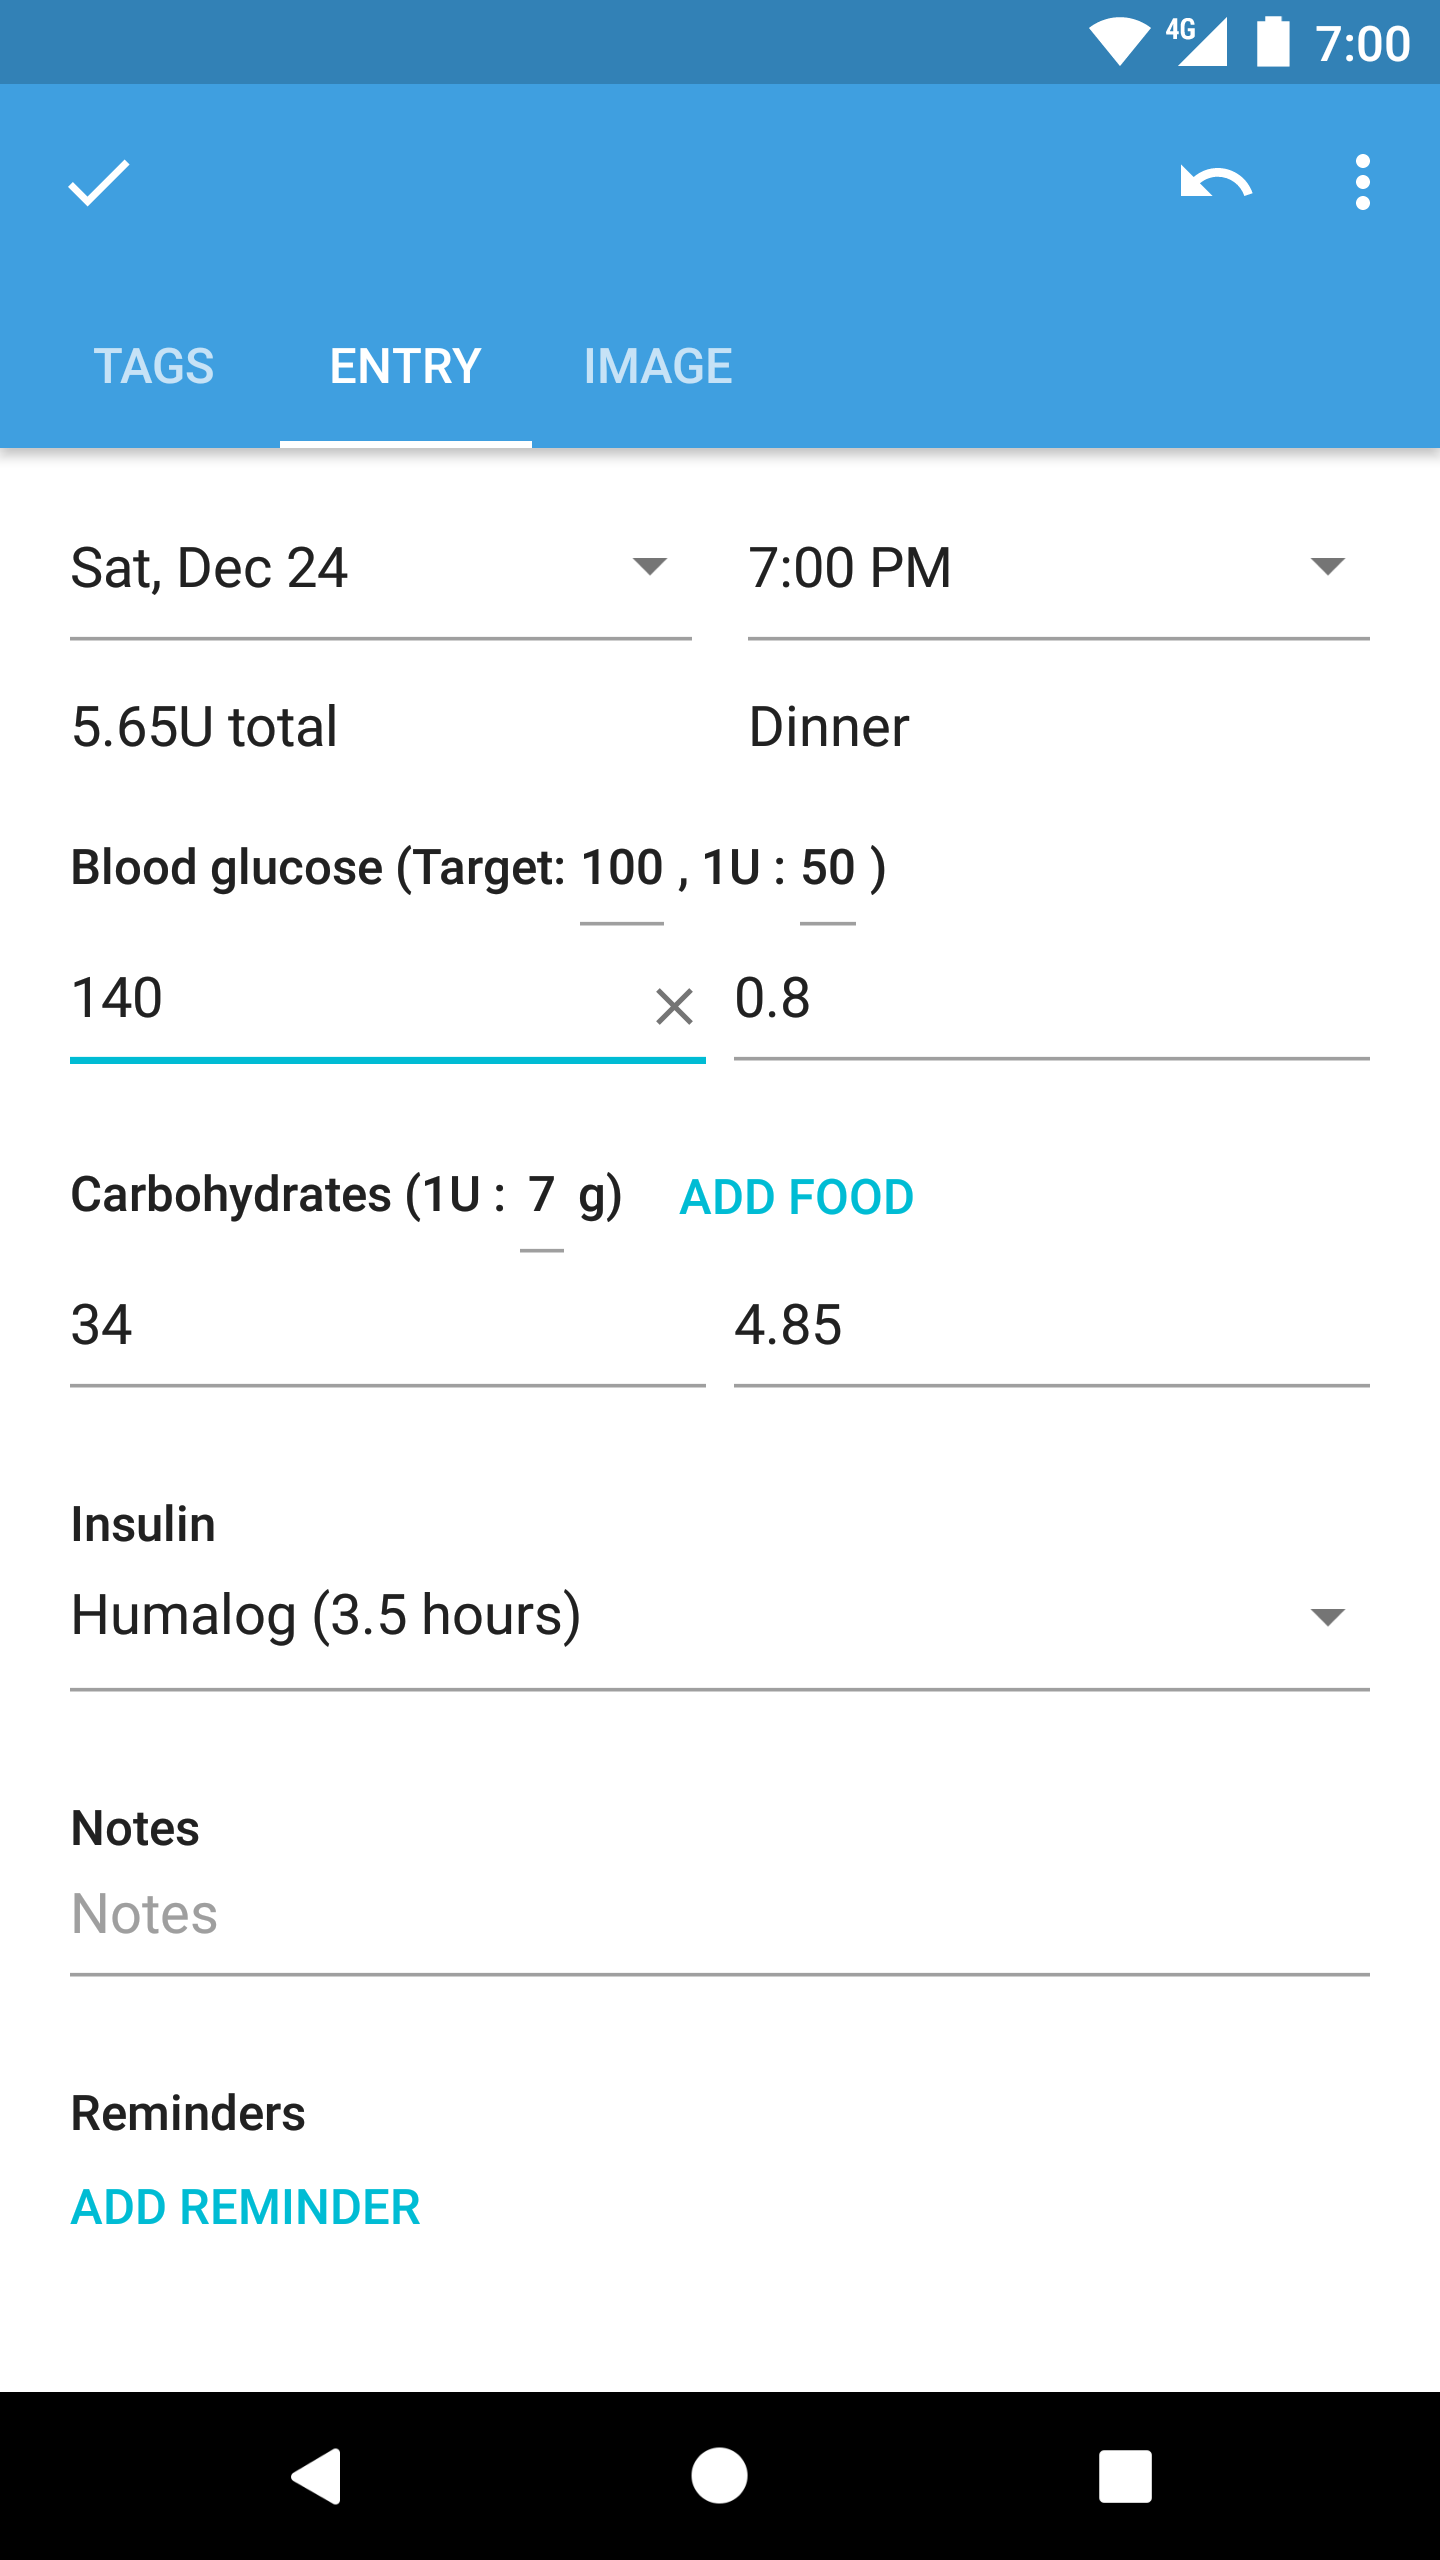 4G 7:00
TAGS ENTRY IMAGE
Sat, Dec 24 7:00 PM
5.65U total Dinner
Blood glucose (Target: 100 , 1U : 50 )
140 0.8
Carbohydrates (1U : 7 g) ADD FOOD
34 4.85
Insulin
Humalog (3.5 hours)
Notes
Notes
Reminders
ADD REMINDER